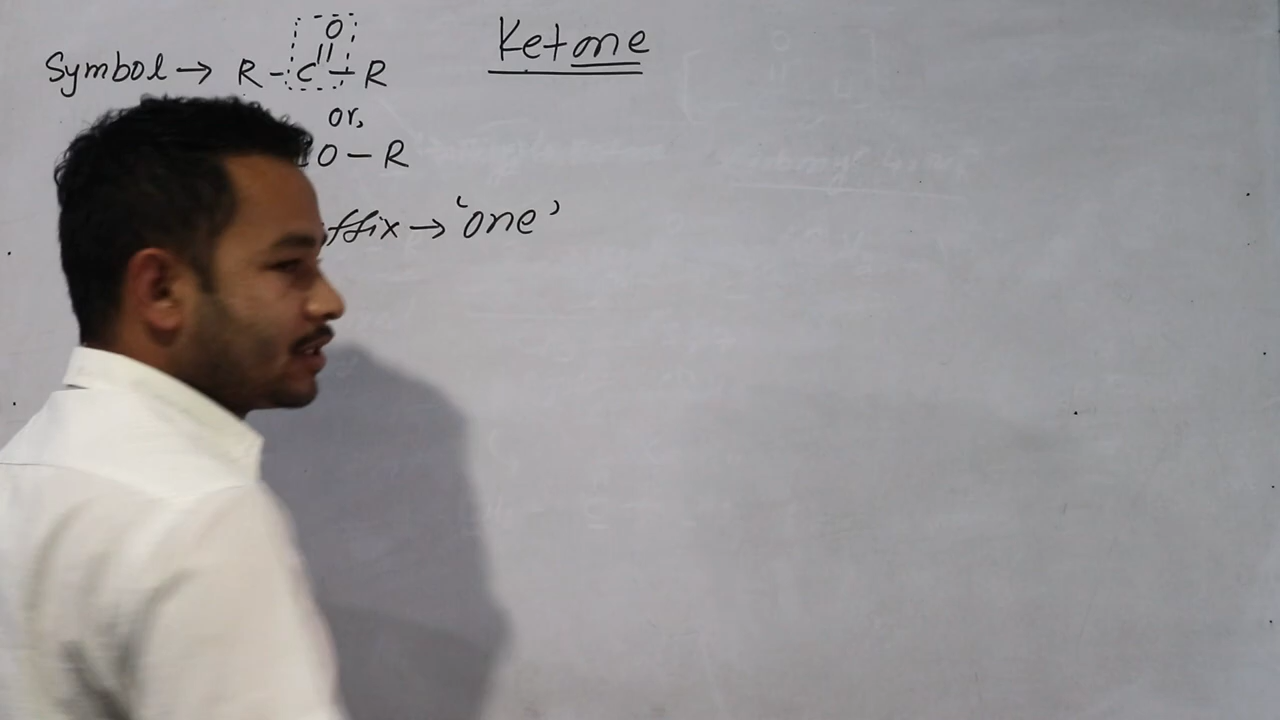 Ketone
O
||
Symbol → R - C - R
or,
O - R
ffix → 'one'